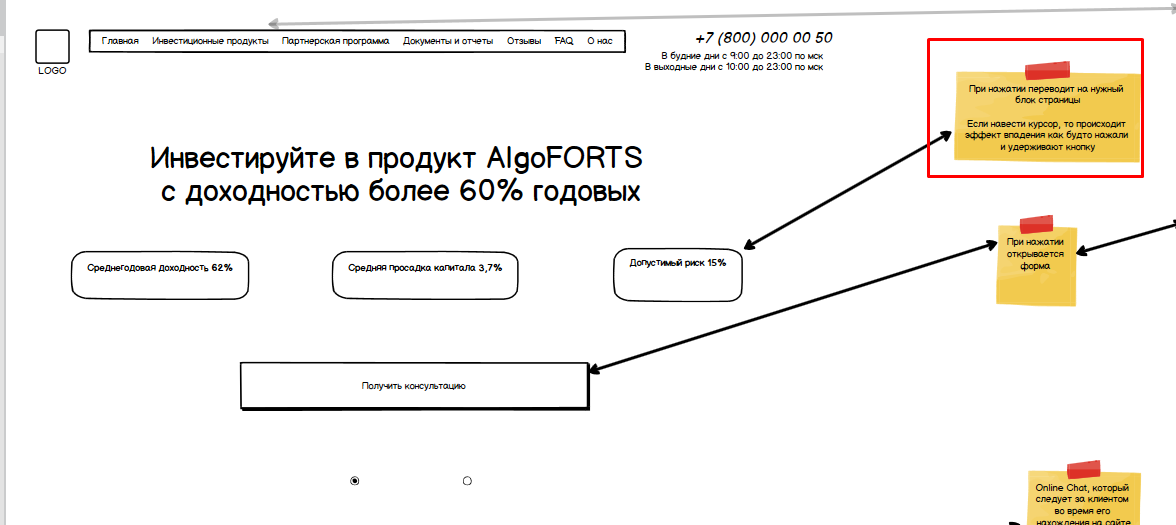 LOGO
Главная Инвестиционные продукты Партнерская программа Документы и отчеты Отзывы FAQ О нас
+7 (800) 000 00 50
В будние дни с 9:00 до 23:00 по мск
В выходные дни с 10:00 до 23:00 по мск
При нажатии переводит на нужный
блок страницы
Если навести курсор, то происходит
эффект впадения как будто нажали
и удерживают кнопку
Инвестируйте в продукт AlgoFORTS
с доходностью более 60% годовых
Среднегодовая доходность 62%
Средняя просадка капитала 3,7%
Допустимый риск 15%
При нажатии
открывается
форма
Получить консультацию
Online Chat, который
следует за клиентом
во время его
нахождения на сайте